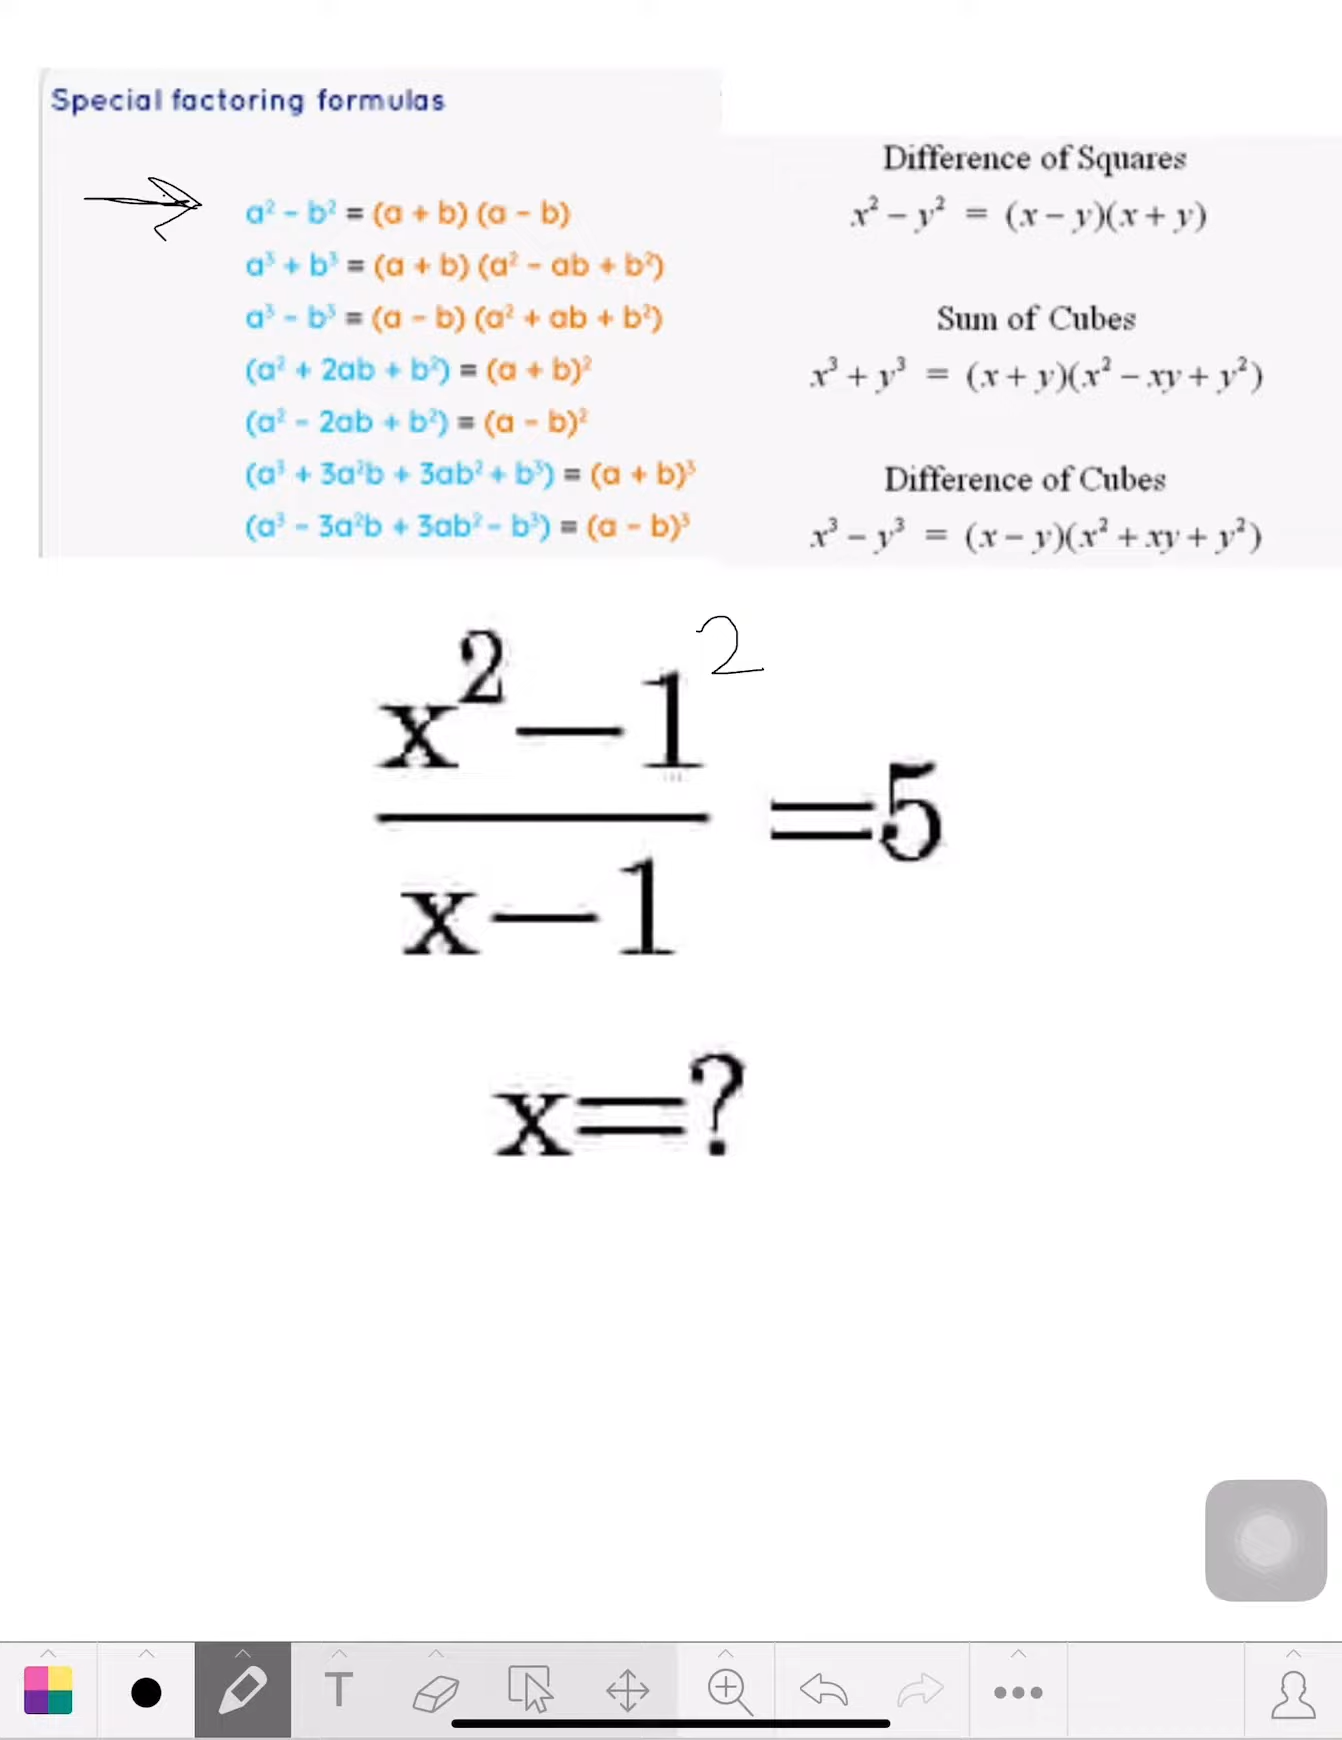 Special factoring formulas
a² - b² = (a + b) (a - b)
a³ + b³ = (a + b) (a² - ab + b²)
a³ - b³ = (a - b) (a² + ab + b²)
(a² + 2ab + b²) = (a + b)²
(a² - 2ab + b²) = (a - b)²
(a³ + 3a²b + 3ab² + b³) = (a + b)³
(a³ - 3a²b + 3ab² - b³) = (a - b)³
Difference of Squares
x² – y² = (x – y)(x + y)
Sum of Cubes
x³ + y³ = (x + y)(x² – xy + y²)
Difference of Cubes
x³ – y³ = (x – y)(x² + xy + y²)
x² – 1²
=5
x–1
x=?
T